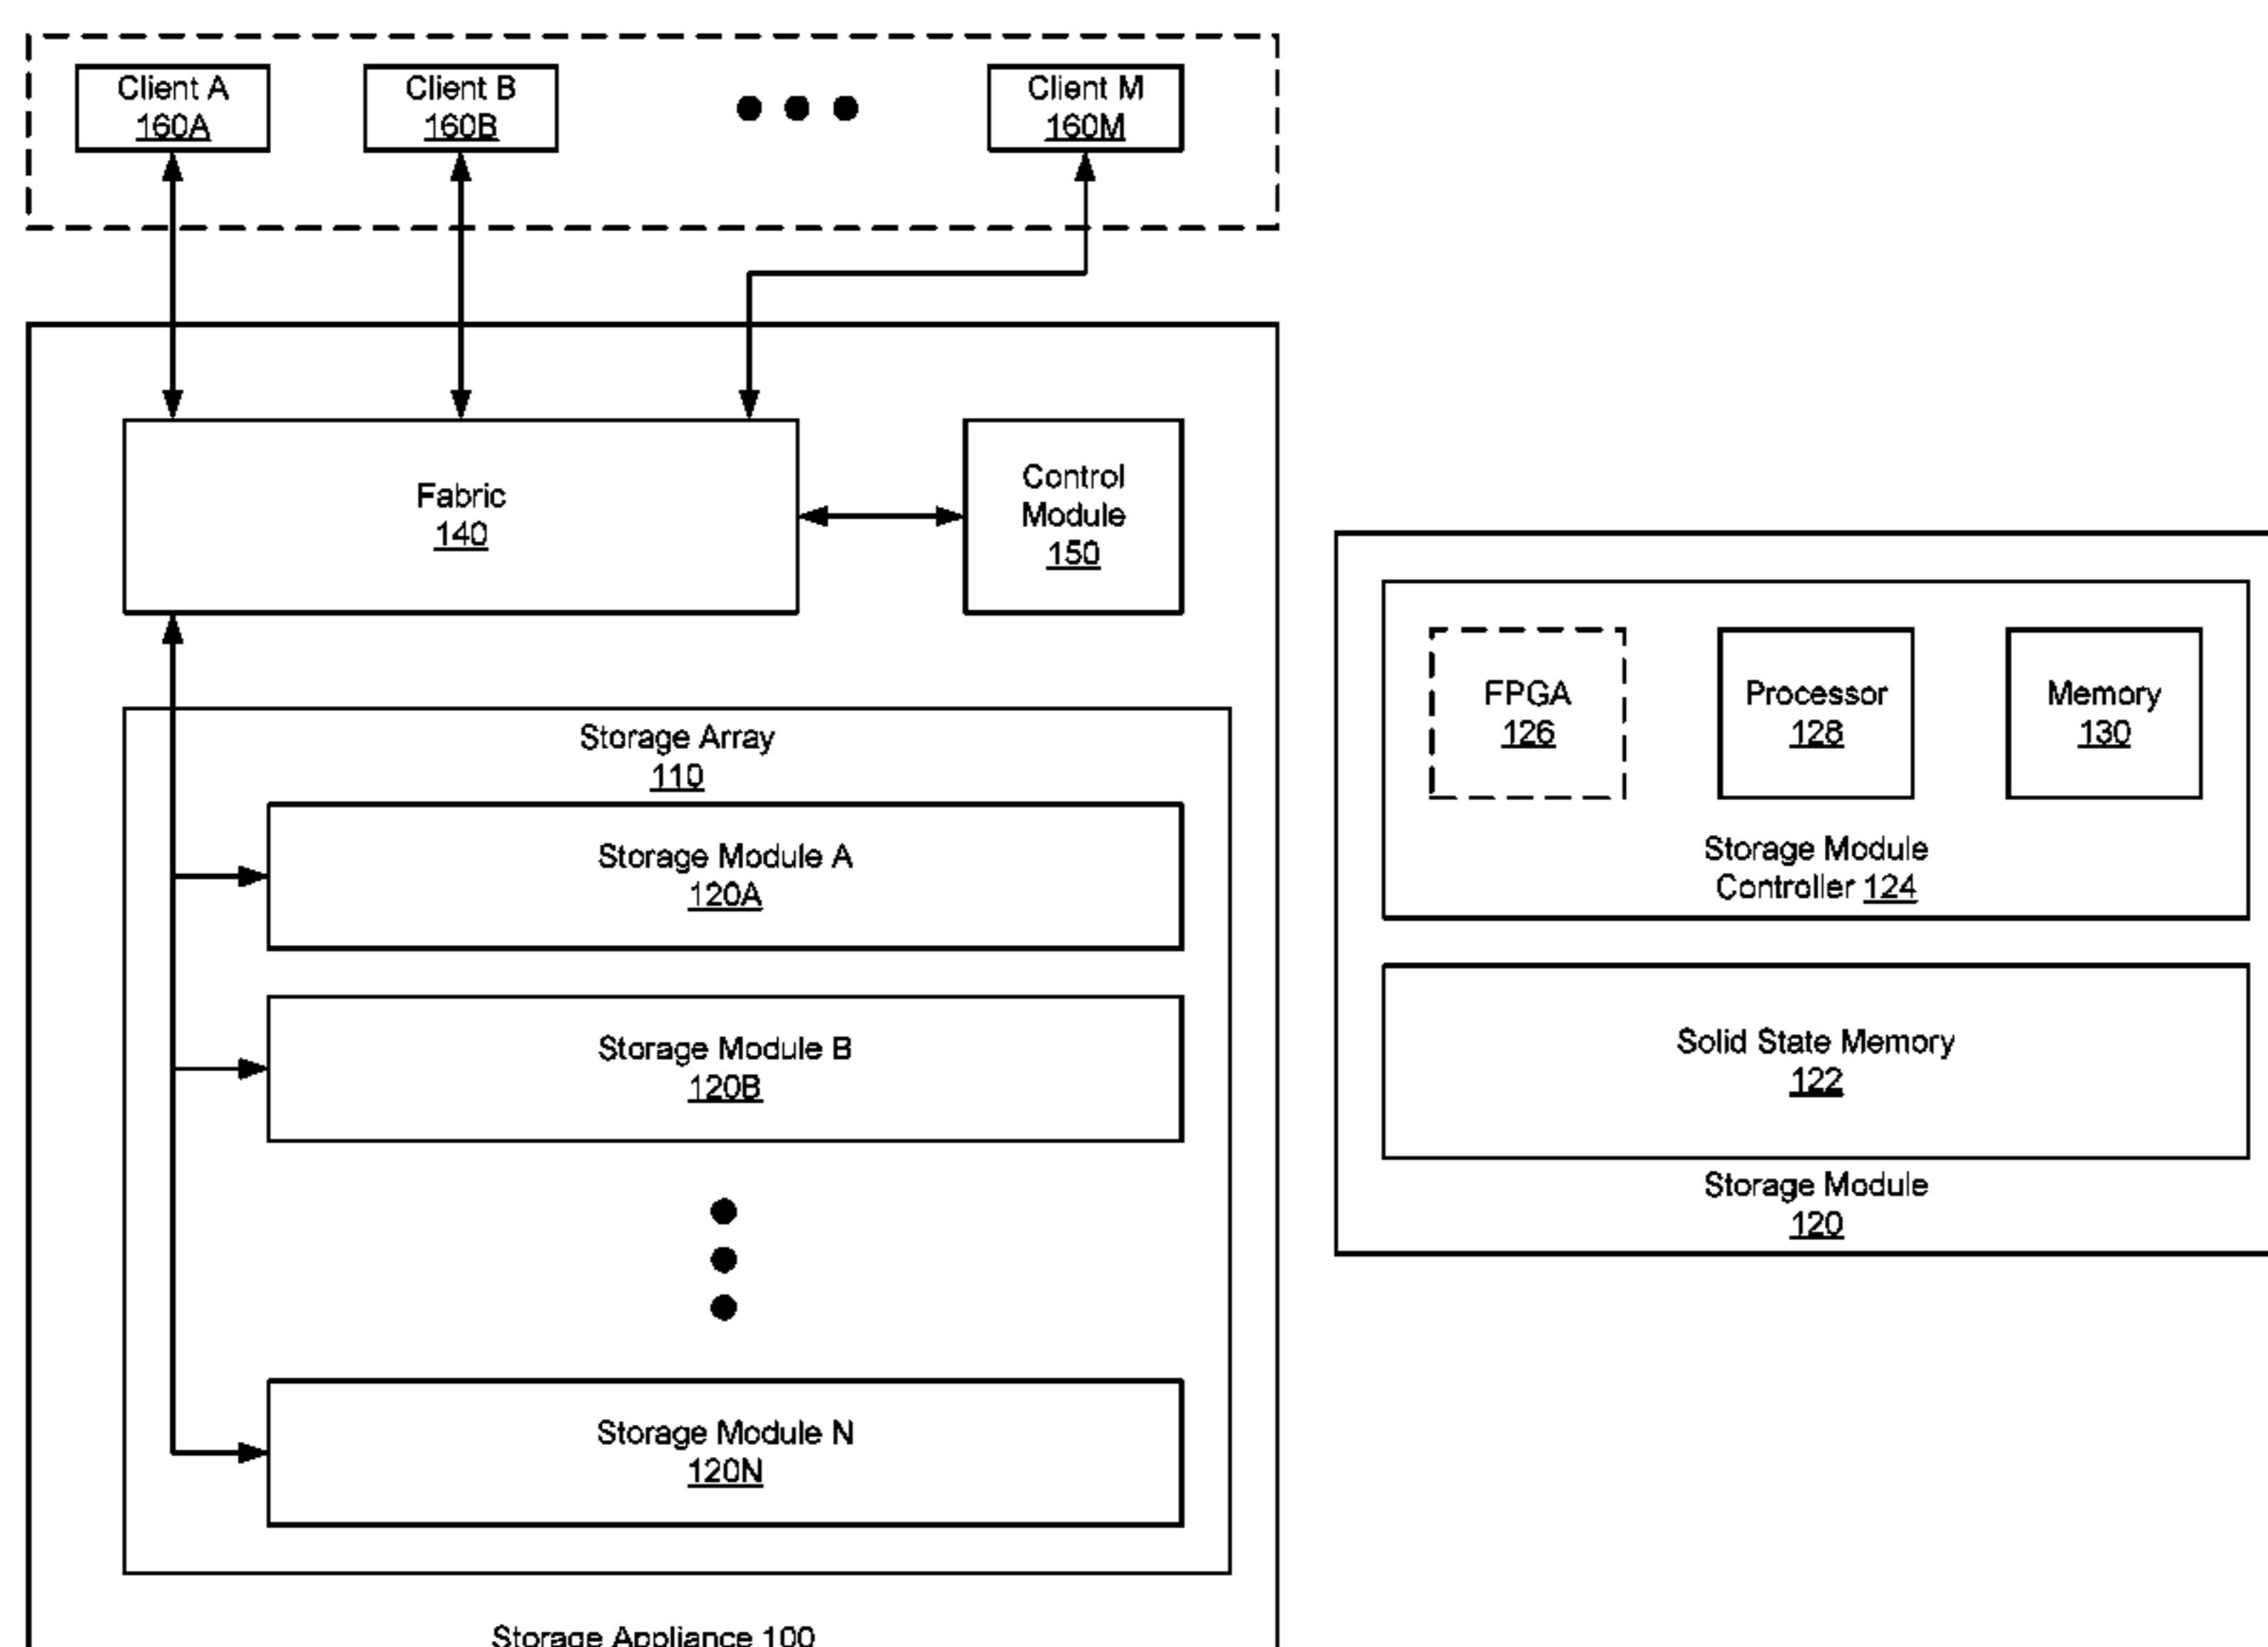 Client A
160A
Client B
160B
Client M
160M
Fabric
140
Control
Module
150
Storage Array
110
Storage Module A
120A
Storage Module B
120B
Storage Module N
120N
Storage Appliance 100
FPGA
126
Processor
128
Memory
130
Storage Module
Controller 124
Solid State Memory
122
Storage Module
120